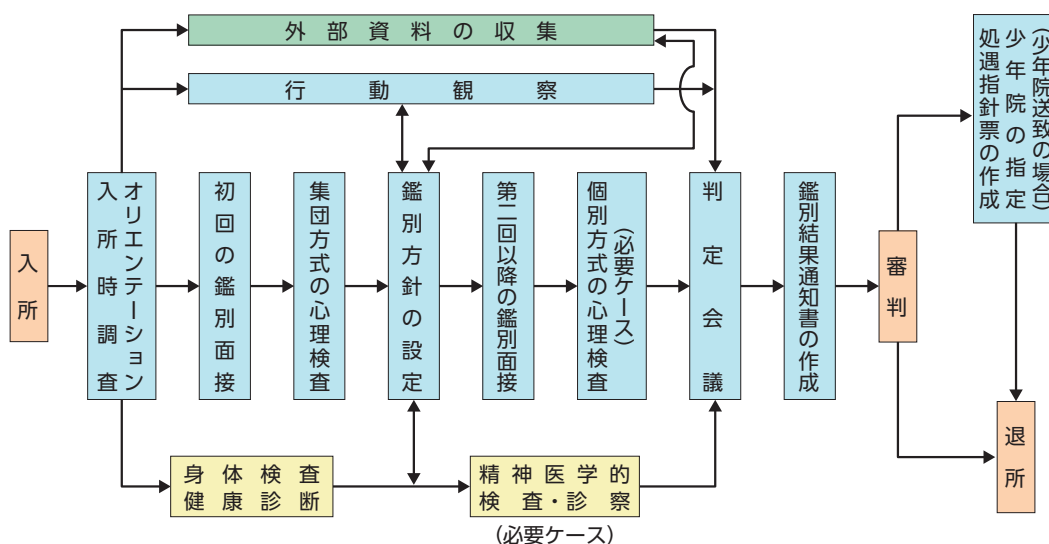 外部資料の収集
行動観察
入所
オリエンテーション
入所時調査
初回の鑑別面接
集団方式の心理検査
鑑別方針の設定
第二回以降の鑑別面接
(必要ケース)
個別方式の心理検査
判定会議
鑑別結果通知書の作成
審判
(少年院送致の場合)
少年院の指定
処遇指針票の作成
退所
身体検査
健康診断
精神医学的
検査・診察
(必要ケース)